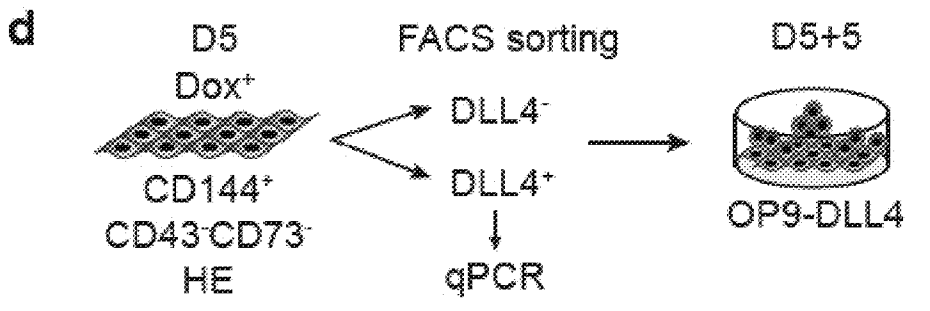 d
D5
Dox⁺
CD144⁺
CD43⁻CD73⁻
HE
FACS sorting
DLL4⁻
DLL4⁺
qPCR
D5+5
OP9-DLL4